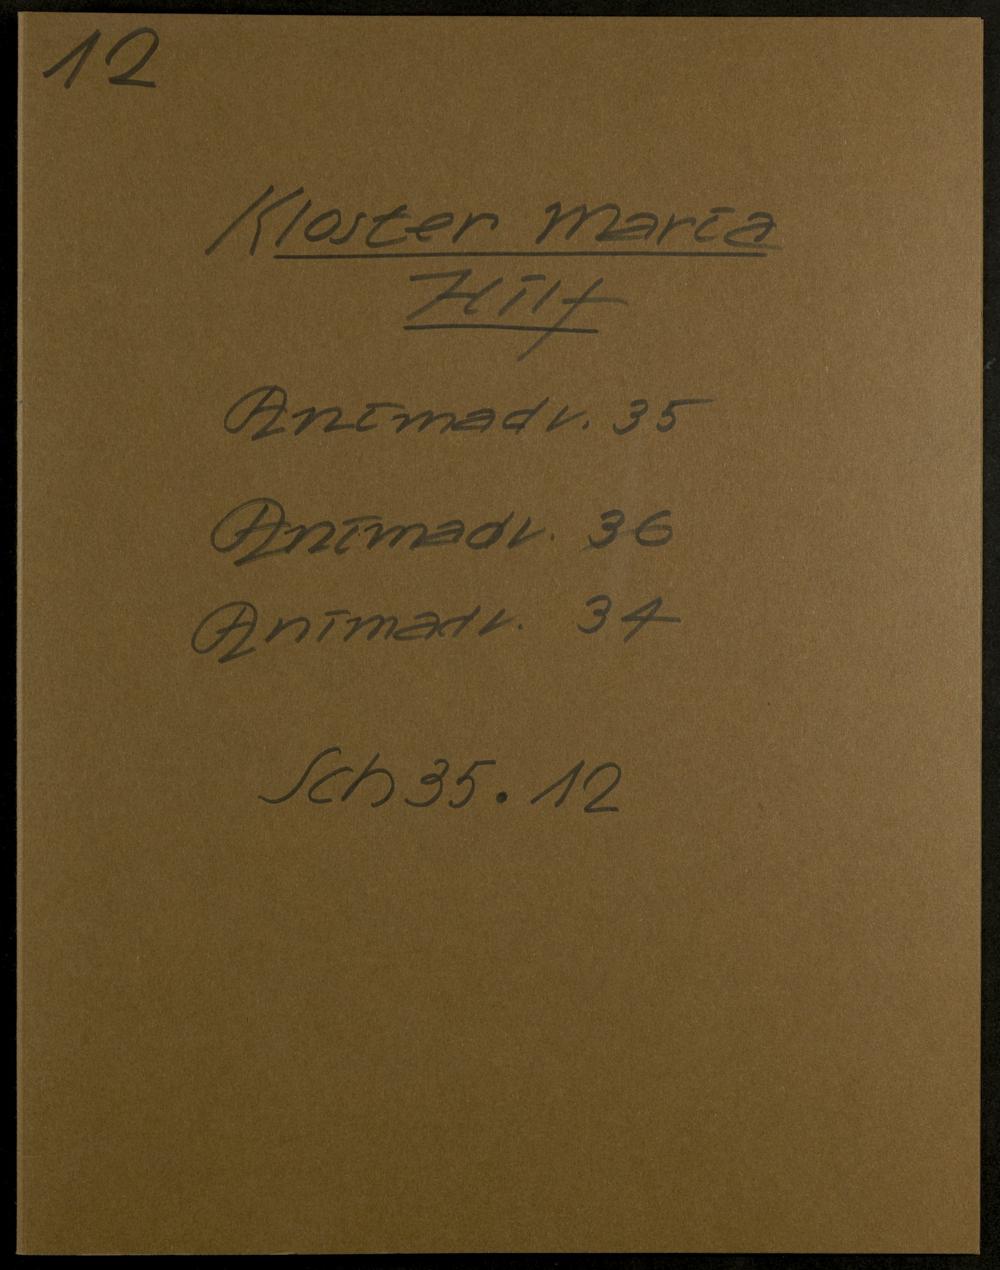 12
Kloster Maria
Hilf
Animadv. 35
Animadv. 36
Animadv. 34
Sch 35. 12